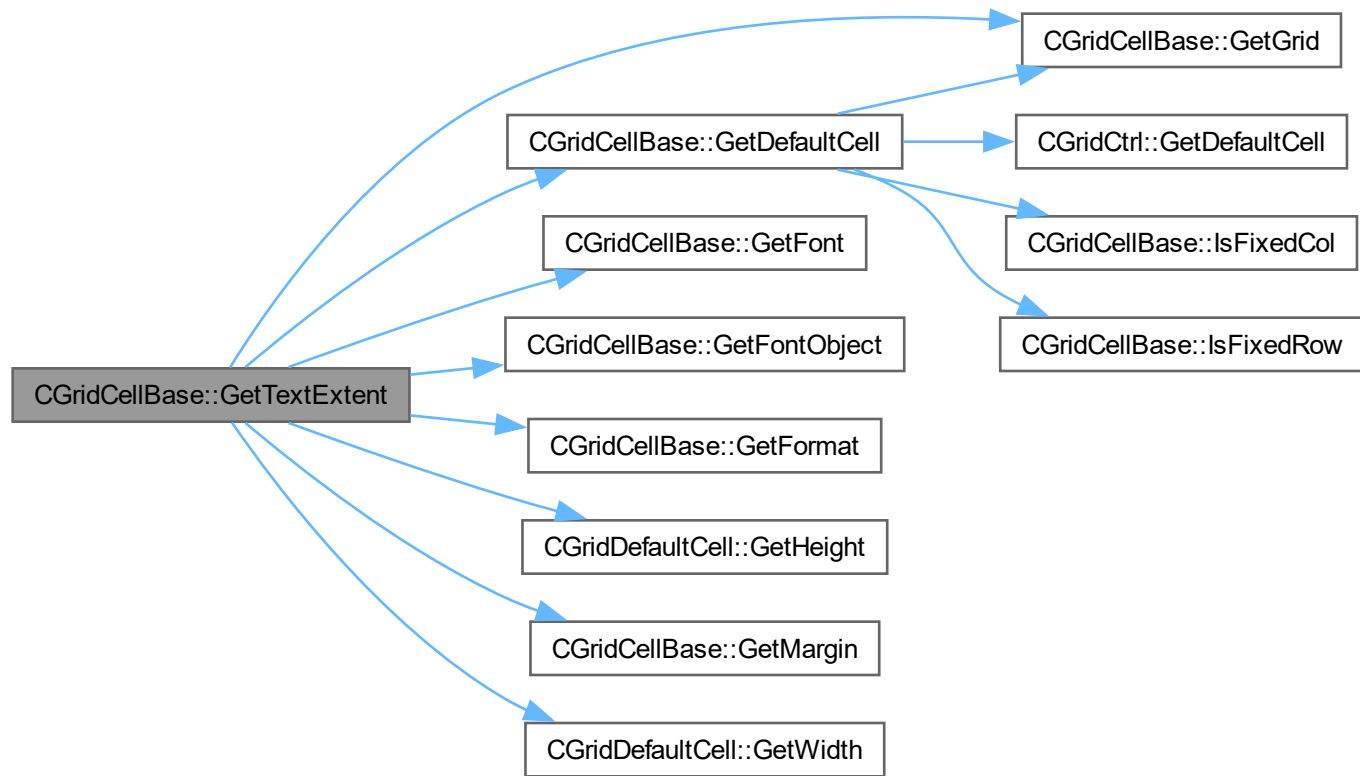 CGridCellBase::GetTextExtent
CGridCellBase::GetGrid
CGridCellBase::GetDefaultCell
CGridCtrl::GetDefaultCell
CGridCellBase::IsFixedCol
CGridCellBase::IsFixedRow
CGridCellBase::GetFont
CGridCellBase::GetFontObject
CGridCellBase::GetFormat
CGridDefaultCell::GetHeight
CGridCellBase::GetMargin
CGridDefaultCell::GetWidth